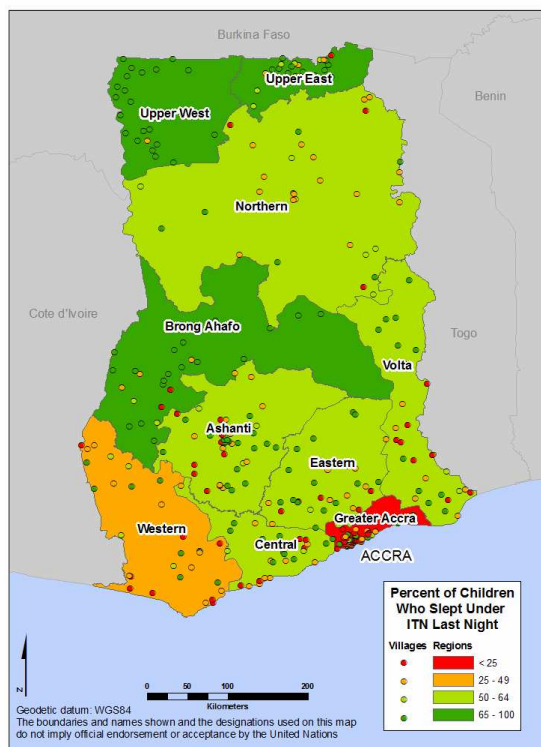 Burkina Faso
Upper East
Benin
Upper West
Northern
Cote d'Ivoire
Brong Ahafo
Togo
Volta
Ashanti
Eastern
Greater Accra
Western
Central
ACCRA
Percent of Children
Who Slept Under
ITN Last Night
Villages Regions
< 25
25 - 49
50 - 64
65 - 100
N
0 50 100 200
Kilometers
Geodetic datum: WGS84
The boundaries and names shown and the designations used on this map
do not imply official endorsement or acceptance by the United Nations